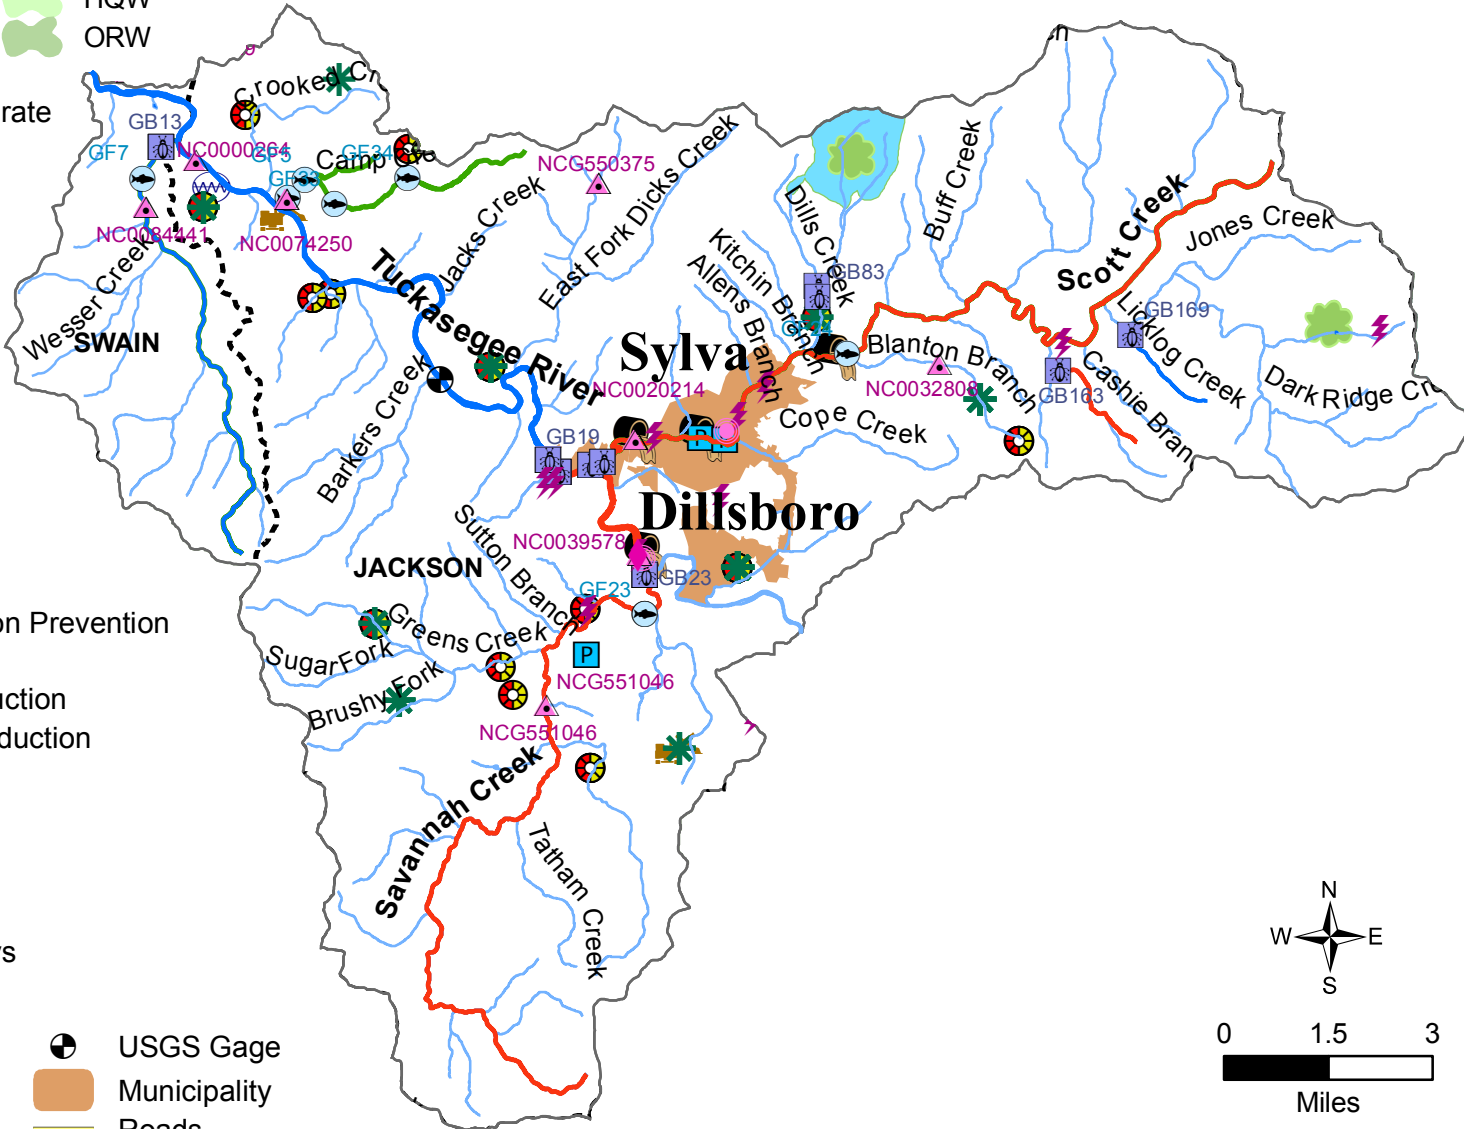 HQW
ORW
rate
Crooked Cr
GB13
GF7
NC0000264
GF5
GF34
Camp Cre
GF33
NC0084441
NC0074250
NCG550375
Wesser Creek
SWAIN
Tuckasegee River
Jacks Creek
East Fork Dicks Creek
Dills Creek
Kitchin Branch
Allens Branch
Buff Creek
Scott Creek
Jones Creek
GB83
GB169
Licklog Creek
Sylva
Blanton Branch
NC0032808
GB163
Cashie Bran
Dark Ridge Cr
NC0020214
Cope Creek
Barkers Creek
GB19
P
Dillsboro
Sutton Branch
NC0039578
JACKSON
GB23
GF23
on Prevention
Greens Creek
Sugar Fork
Brushy Fork
P
NCG551046
uction
duction
NCG551046
Savannah Creek
Tatham Creek
s
N
W E
S
0 1.5 3
Miles
USGS Gage
Municipality
Roads